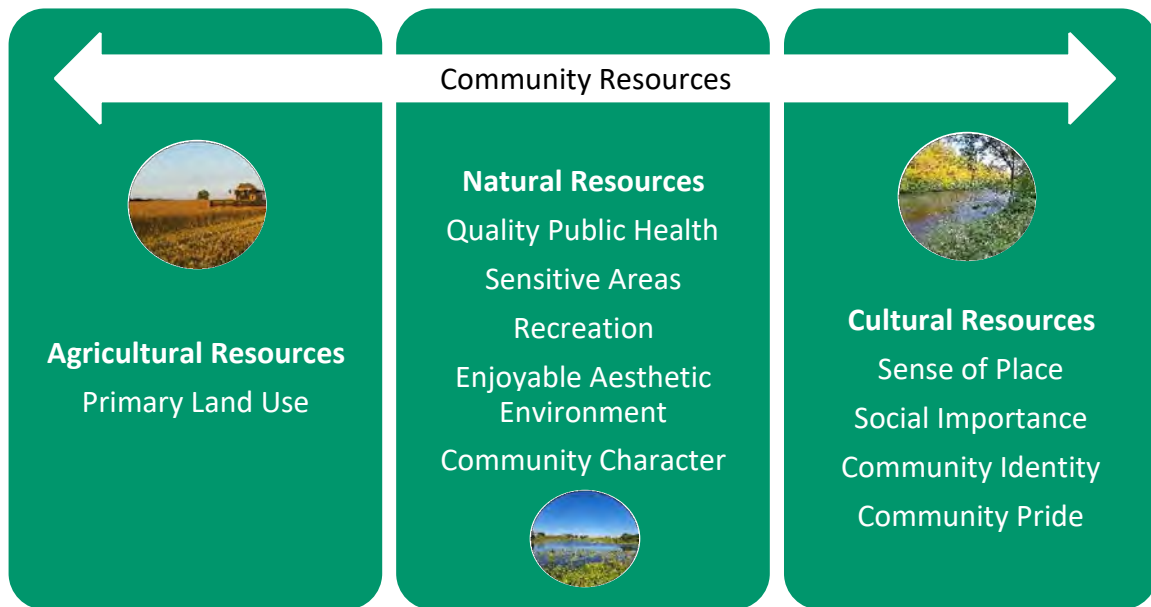 Community Resources
Agricultural Resources
Primary Land Use
Natural Resources
Quality Public Health
Sensitive Areas
Recreation
Enjoyable Aesthetic
Environment
Community Character
Cultural Resources
Sense of Place
Social Importance
Community Identity
Community Pride